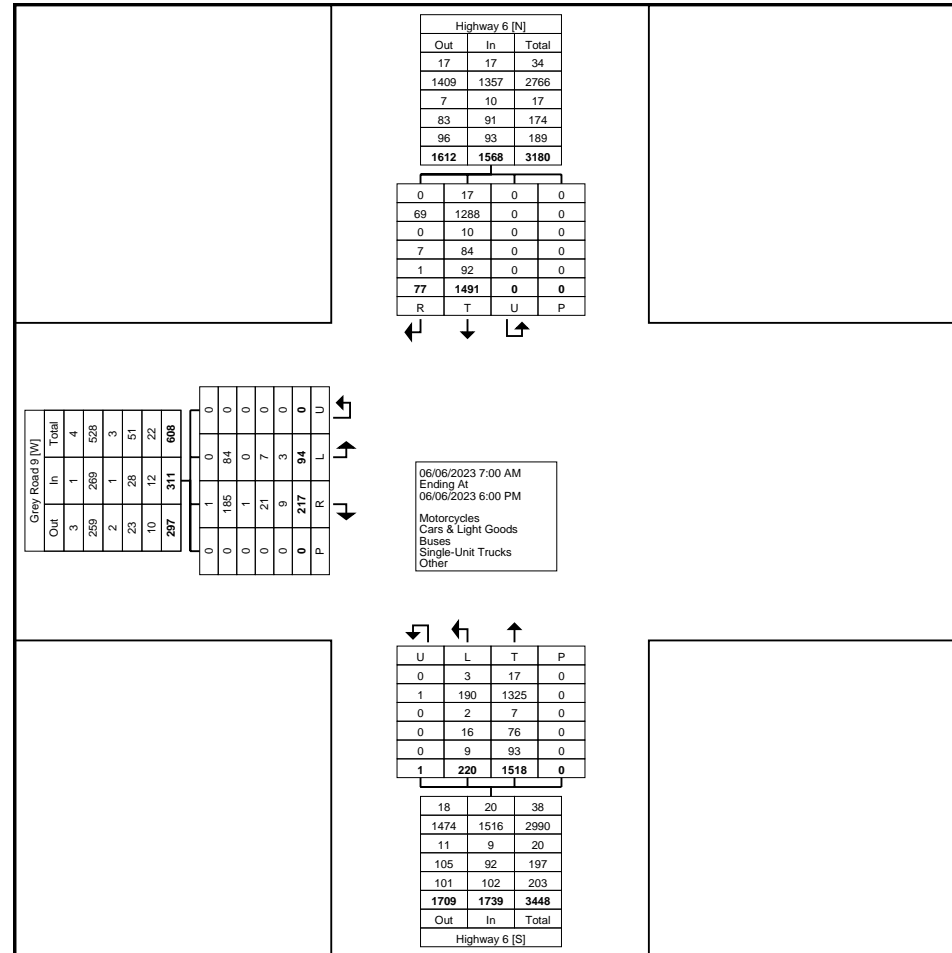 Highway 6 [N]
Out In Total
17 17 34
1409 1357 2766
7 10 17
83 91 174
96 93 189
1612 1568 3180
0 17 0 0
69 1288 0 0
0 10 0 0
7 84 0 0
1 92 0 0
77 1491 0 0
R T U P
Grey Road 9 [W]
Out In Total
3 1 4
259 269 528
2 1 3
23 28 51
10 12 22
297 311 608
0 1 0 0
0 185 84 0
0 1 0 0
0 21 7 0
0 9 3 0
0 217 94 0
P R L U
06/06/2023 7:00 AM
Ending At
06/06/2023 6:00 PM
Motorcycles
Cars & Light Goods
Buses
Single-Unit Trucks
Other
U L T P
0 3 17 0
1 190 1325 0
0 2 7 0
0 16 76 0
0 9 93 0
1 220 1518 0
18 20 38
1474 1516 2990
11 9 20
105 92 197
101 102 203
1709 1739 3448
Out In Total
Highway 6 [S]